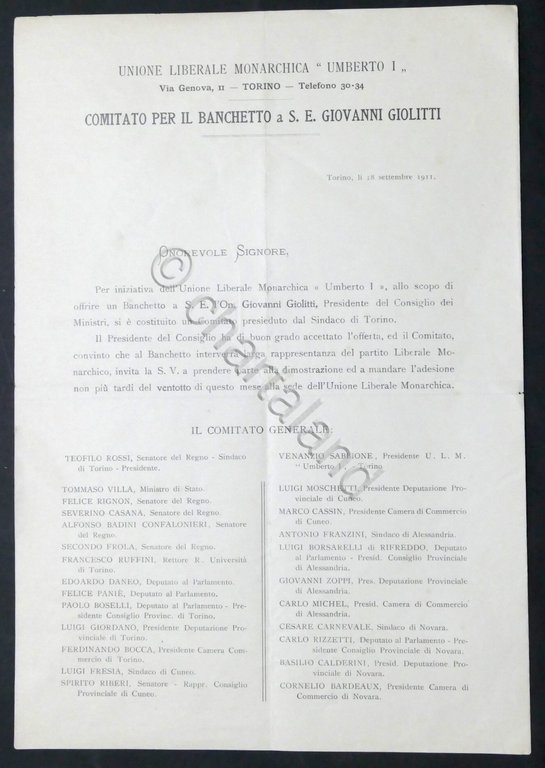 UNIONE LIBERALE MONARCHICA “ UMBERTO I „
Via Genova, 11 — TORINO — Telefono 30-34
COMITATO PER IL BANCHETTO a S. E. GIOVANNI GIOLITTI
Torino, li 28 settembre 1911.
ONOREVOLE SIGNORE,
Per iniziativa dell'Unione Liberale Monarchica « Umberto I », allo scopo di
offrire un Banchetto a S. E. l'On. Giovanni Giolitti, Presidente del Consiglio dei
Ministri, si è costituito un Comitato presieduto dal Sindaco di Torino.
Il Presidente del Consiglio ha di buon grado accettato l'offerta, ed il Comitato,
convinto che al Banchetto interverrà larga rappresentanza del partito Liberale Mo-
narchico, invita la S. V. a prendere parte alla dimostrazione ed a mandare l'adesione
non più tardi del ventotto di questo mese alla sede dell'Unione Liberale Monarchica.
IL COMITATO GENERALE:
TEOFILO ROSSI, Senatore del Regno - Sindaco
di Torino - Presidente.
TOMMASO VILLA, Ministro di Stato.
FELICE RIGNON, Senatore del Regno.
SEVERINO CASANA, Senatore del Regno.
ALFONSO BADINI CONFALONIERI, Senatore
del Regno.
SECONDO FROLA, Senatore del Regno.
FRANCESCO RUFFINI, Rettore R. Università
di Torino.
EDOARDO DANEO, Deputato al Parlamento.
FELICE PANIÈ, Deputato al Parlamento.
PAOLO BOSELLI, Deputato al Parlamento - Pre-
sidente Consiglio Provinc. di Torino.
LUIGI GIORDANO, Presidente Deputazione Pro-
vinciale di Torino.
FERDINANDO BOCCA, Presidente Camera Com-
mercio di Torino.
LUIGI FRESIA, Sindaco di Cuneo.
SPIRITO RIBERI, Senatore - Rappr. Consiglio
Provinciale di Cuneo.
VENANZIO SABBIONE, Presidente U. L. M.
“ Umberto I „ Torino
LUIGI MOSCHETTI, Presidente Deputazione Pro-
vinciale di Cuneo.
MARCO CASSIN, Presidente Camera di Commercio
di Cuneo.
ANTONIO FRANZINI, Sindaco di Alessandria.
LUIGI BORSARELLI di RIFREDDO, Deputato
al Parlamento - Presid. Consiglio Provinciale
di Alessandria.
GIOVANNI ZOPPI, Pres. Deputazione Provinciale
di Alessandria.
CARLO MICHEL, Presid. Camera di Commercio
di Alessandria.
CESARE CARNEVALE, Sindaco di Novara.
CARLO RIZZETTI, Deputato al Parlamento - Pre-
sidente Consiglio Provinciale di Novara.
BASILIO CALDERINI, Presid. Deputazione Provin-
ciale di Novara.
CORNELIO BARDEAUX, Presidente Camera di
Commercio di Novara.
© chartaland